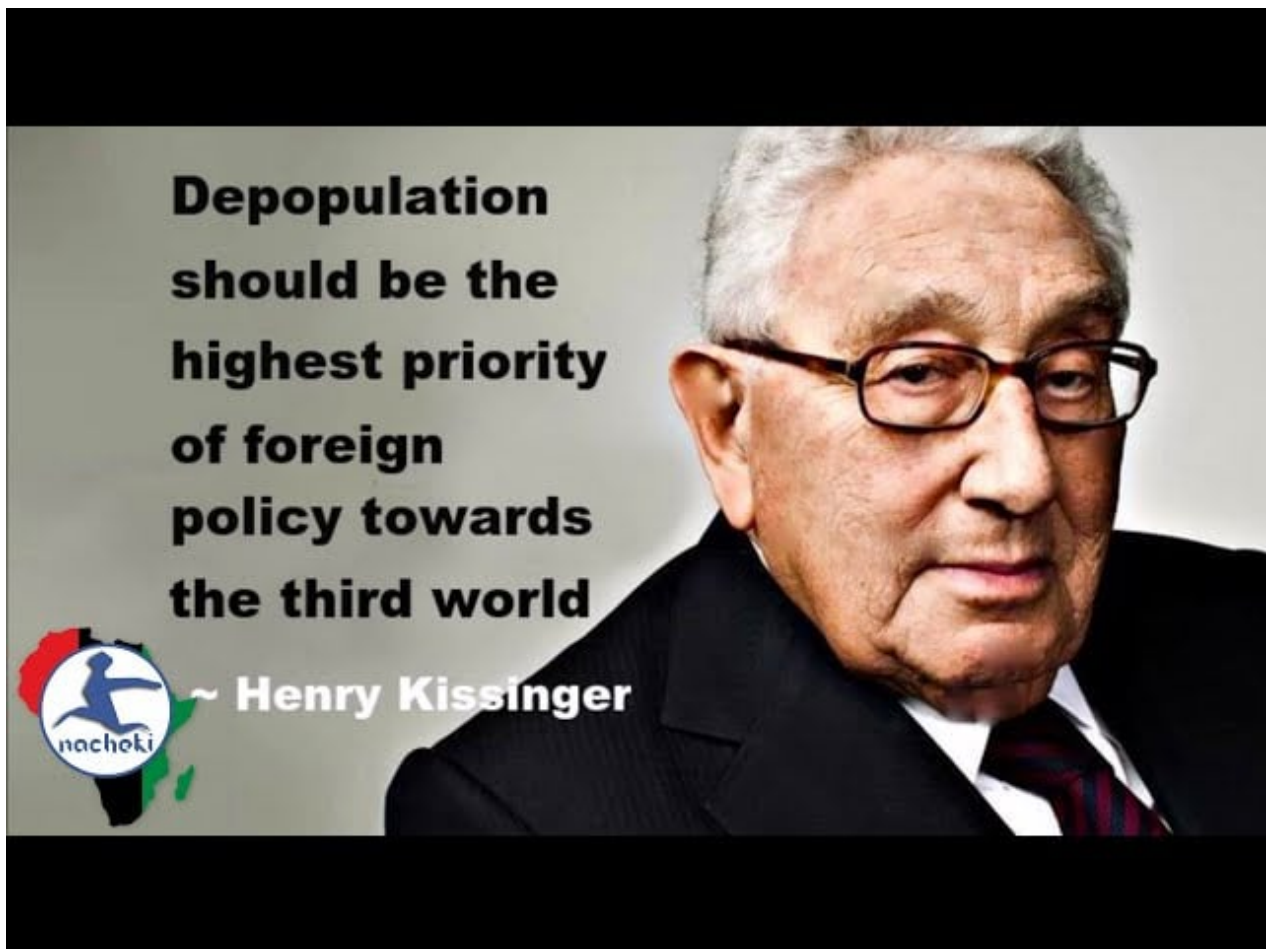 Depopulation
should be the
highest priority
of foreign
policy towards
the third world
~ Henry Kissinger
nacheki